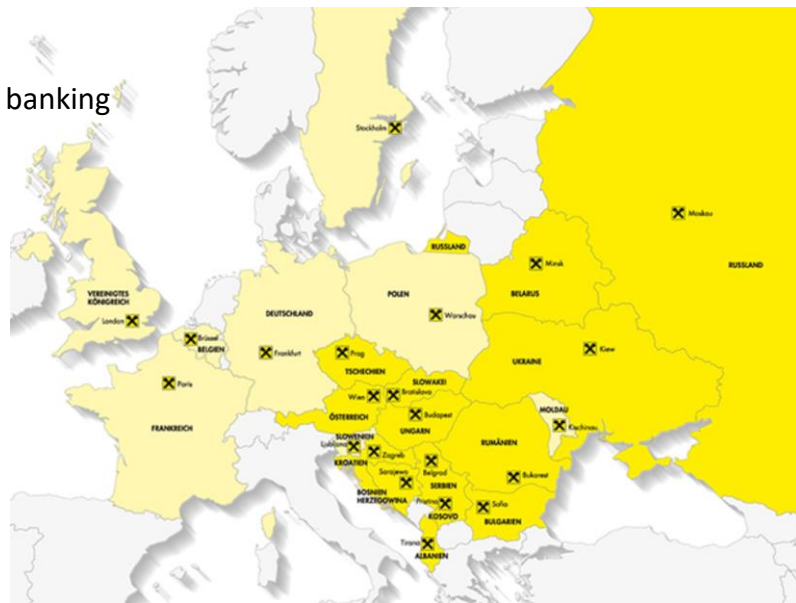 banking
Stockholm
Moskau
RUSSLAND
Minsk
RUSSLAND
BELARUS
VEREINIGTES
KÖNIGREICH
London
POLEN
Warschau
DEUTSCHLAND
Brüssel
BELGIEN
Frankfurt
Prag
TSCHECHIEN
Kiew
UKRAINE
Paris
SLOWAKEI
Wien
Bratislava
Budapest
ÖSTERREICH
UNGARN
MOLDAU
Kischinau
FRANKREICH
SLOWENIEN
Ljubljana
Zagreb
KROATIEN
RUMÄNIEN
Belgrad
Sarajewo
SERBIEN
Bukarest
BOSNIEN
HERZEGOWINA
Pristina
KOSOVO
Sofia
BULGARIEN
Tirana
ALBANIEN